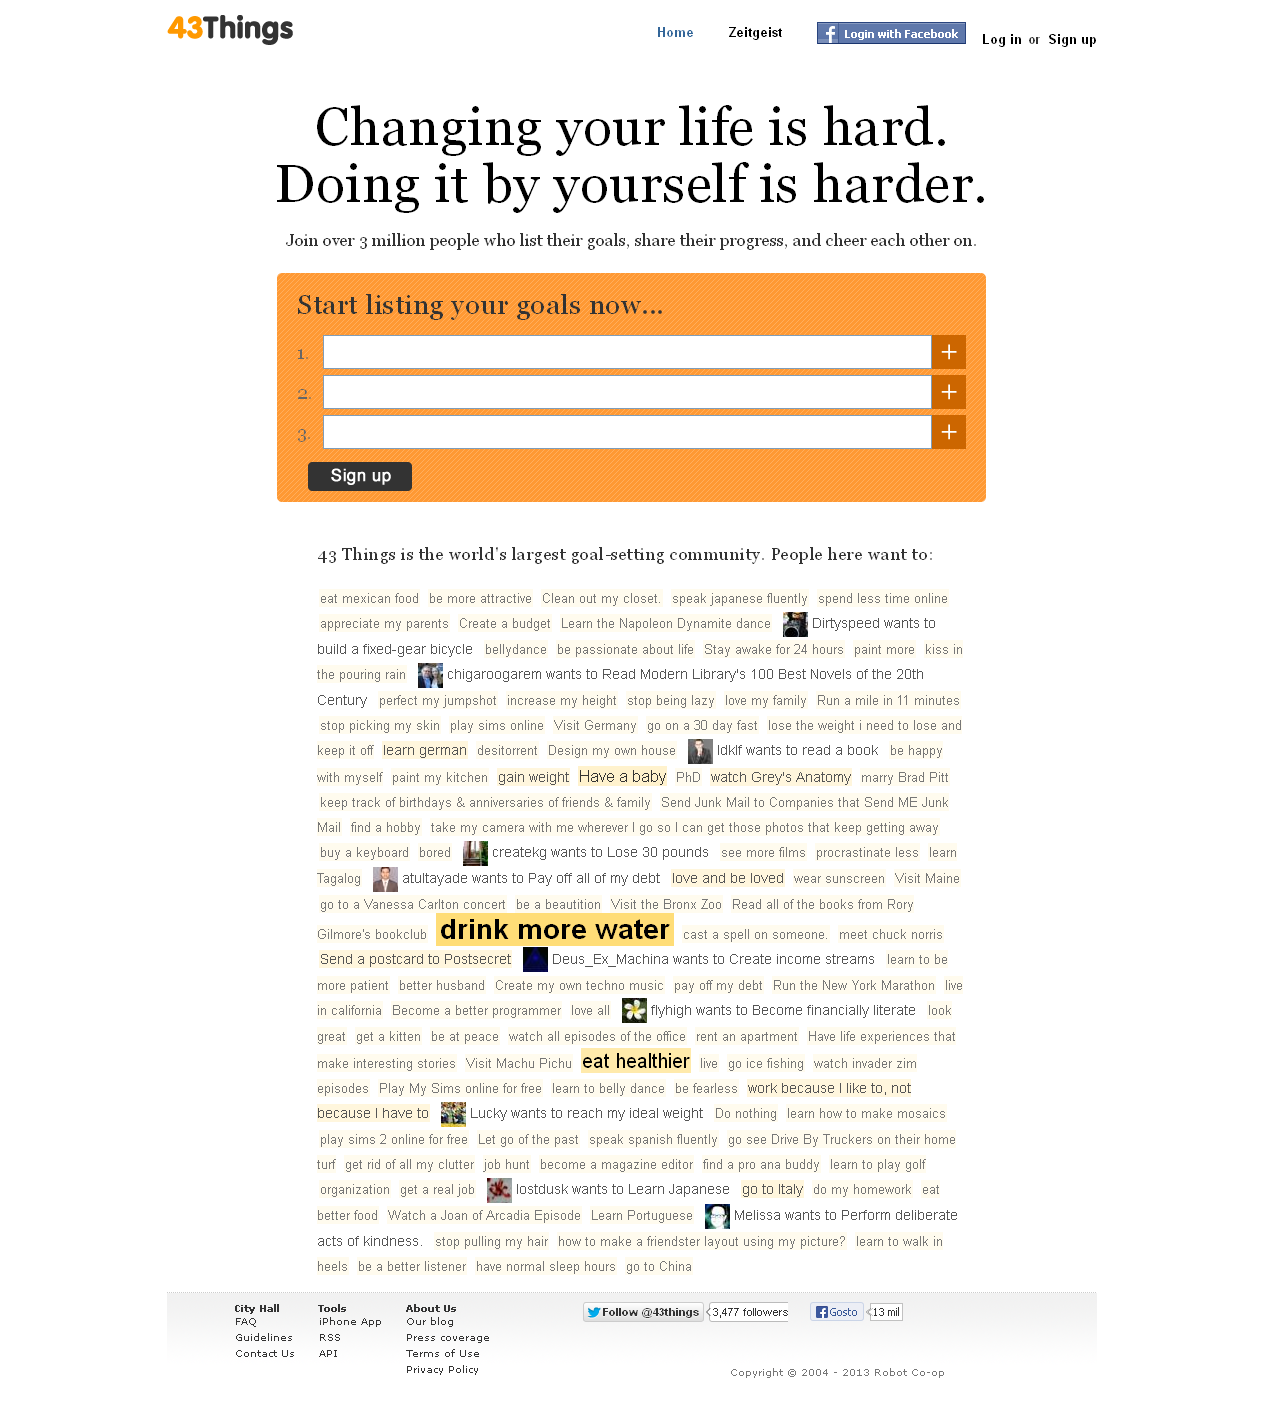 43Things
Home Zeitgeist Login with Facebook Log in or Sign up
Changing your life is hard.
Doing it by yourself is harder.
Join over 3 million people who list their goals, share their progress, and cheer each other on.
Start listing your goals now...
1. +
2. +
3. +
Sign up
43 Things is the world's largest goal-setting community. People here want to:
eat mexican food be more attractive Clean out my closet. speak japanese fluently spend less time online
appreciate my parents Create a budget Learn the Napoleon Dynamite dance Dirtyspeed wants to
build a fixed-gear bicycle bellydance be passionate about life Stay awake for 24 hours paint more kiss in
the pouring rain chigaroogarem wants to Read Modern Library's 100 Best Novels of the 20th
Century perfect my jumpshot increase my height stop being lazy love my family Run a mile in 11 minutes
stop picking my skin play sims online Visit Germany go on a 30 day fast lose the weight i need to lose and
keep it off learn german desitorrent Design my own house ldklf wants to read a book be happy
with myself paint my kitchen gain weight Have a baby PhD watch Grey's Anatomy marry Brad Pitt
keep track of birthdays & anniversaries of friends & family Send Junk Mail to Companies that Send ME Junk
Mail find a hobby take my camera with me wherever I go so I can get those photos that keep getting away
buy a keyboard bored createkg wants to Lose 30 pounds see more films procrastinate less learn
Tagalog atultayade wants to Pay off all of my debt love and be loved wear sunscreen Visit Maine
go to a Vanessa Carlton concert be a beautition Visit the Bronx Zoo Read all of the books from Rory
Gilmore's bookclub drink more water cast a spell on someone. meet chuck norris
Send a postcard to Postsecret Deus_Ex_Machina wants to Create income streams learn to be
more patient better husband Create my own techno music pay off my debt Run the New York Marathon live
in california Become a better programmer love all flyhigh wants to Become financially literate look
great get a kitten be at peace watch all episodes of the office rent an apartment Have life experiences that
make interesting stories Visit Machu Pichu eat healthier live go ice fishing watch invader zim
episodes Play My Sims online for free learn to belly dance be fearless work because I like to, not
because I have to Lucky wants to reach my ideal weight Do nothing learn how to make mosaics
play sims 2 online for free Let go of the past speak spanish fluently go see Drive By Truckers on their home
turf get rid of all my clutter job hunt become a magazine editor find a pro ana buddy learn to play golf
organization get a real job lostdusk wants to Learn Japanese go to Italy do my homework eat
better food Watch a Joan of Arcadia Episode Learn Portuguese Melissa wants to Perform deliberate
acts of kindness. stop pulling my hair how to make a friendster layout using my picture? learn to walk in
heels be a better listener have normal sleep hours go to China
City Hall Tools About Us Follow @43things 3,477 followers Gosto 13 mil
FAQ iPhone App Our blog
Guidelines RSS Press coverage
Contact Us API Terms of Use
Privacy Policy
Copyright © 2004 - 2013 Robot Co-op